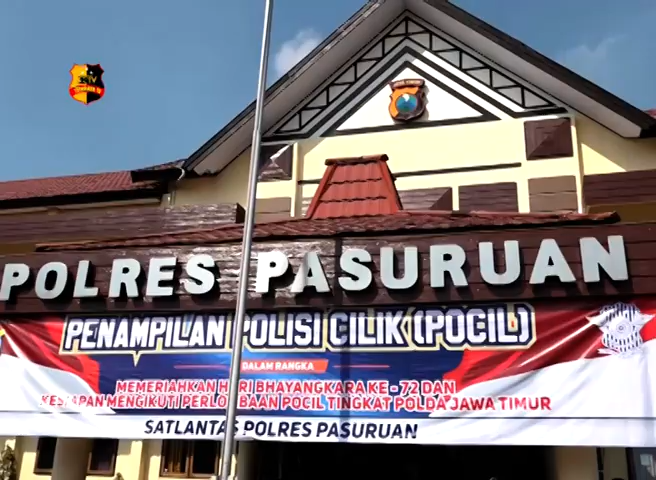 POLRES PASURUAN
PENAMPILAN POLISI CILIK (POCIL)
DALAM RANGKA
MEMERIAHKAN HARI BHAYANGKARA KE - 72 DAN
KESIAPAN MENGIKUTI PERLOMBAAN POCIL TINGKAT POLDA JAWA TIMUR
SATLANTAS POLRES PASURUAN